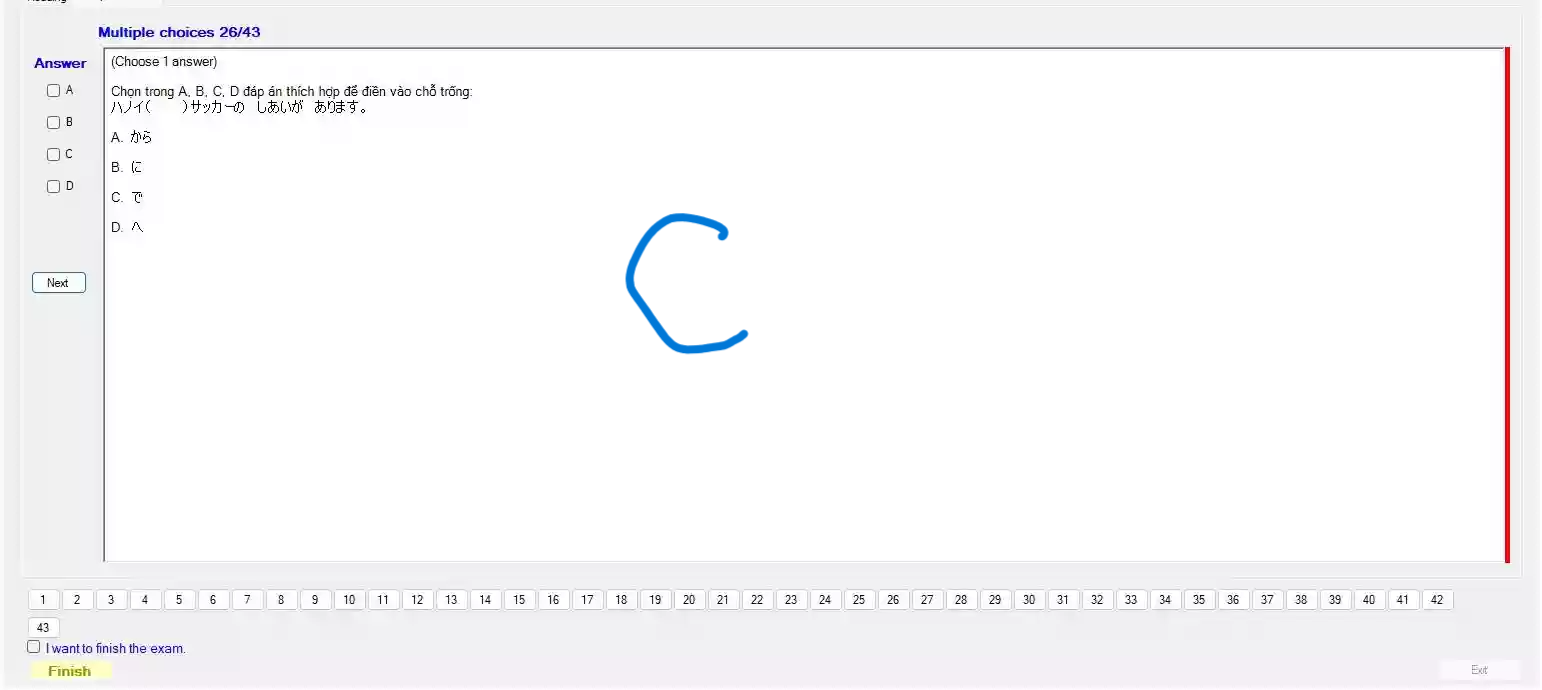 Multiple choices 26/43
Answer
(Choose 1 answer)
A
Chọn trong A, B, C, D đáp án thích hợp để điền vào chỗ trống:
ハノイ(　　)サッカーの しあいが あります。
B
A. から
C
B. に
D
C. で
D. へ
C
Next
1 2 3 4 5 6 7 8 9 10 11 12 13 14 15 16 17 18 19 20 21 22 23 24 25 26 27 28 29 30 31 32 33 34 35 36 37 38 39 40 41 42
43
I want to finish the exam.
Finish
Exit